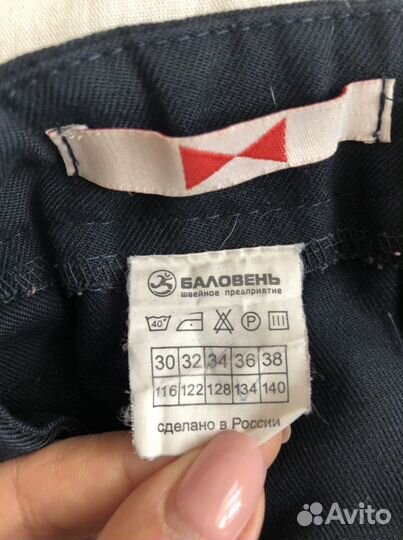 БАЛОВЕНЬ
швейное предприятие
40° P
30 32 34 36 38
116 122 128 134 140
сделано в России
Avito